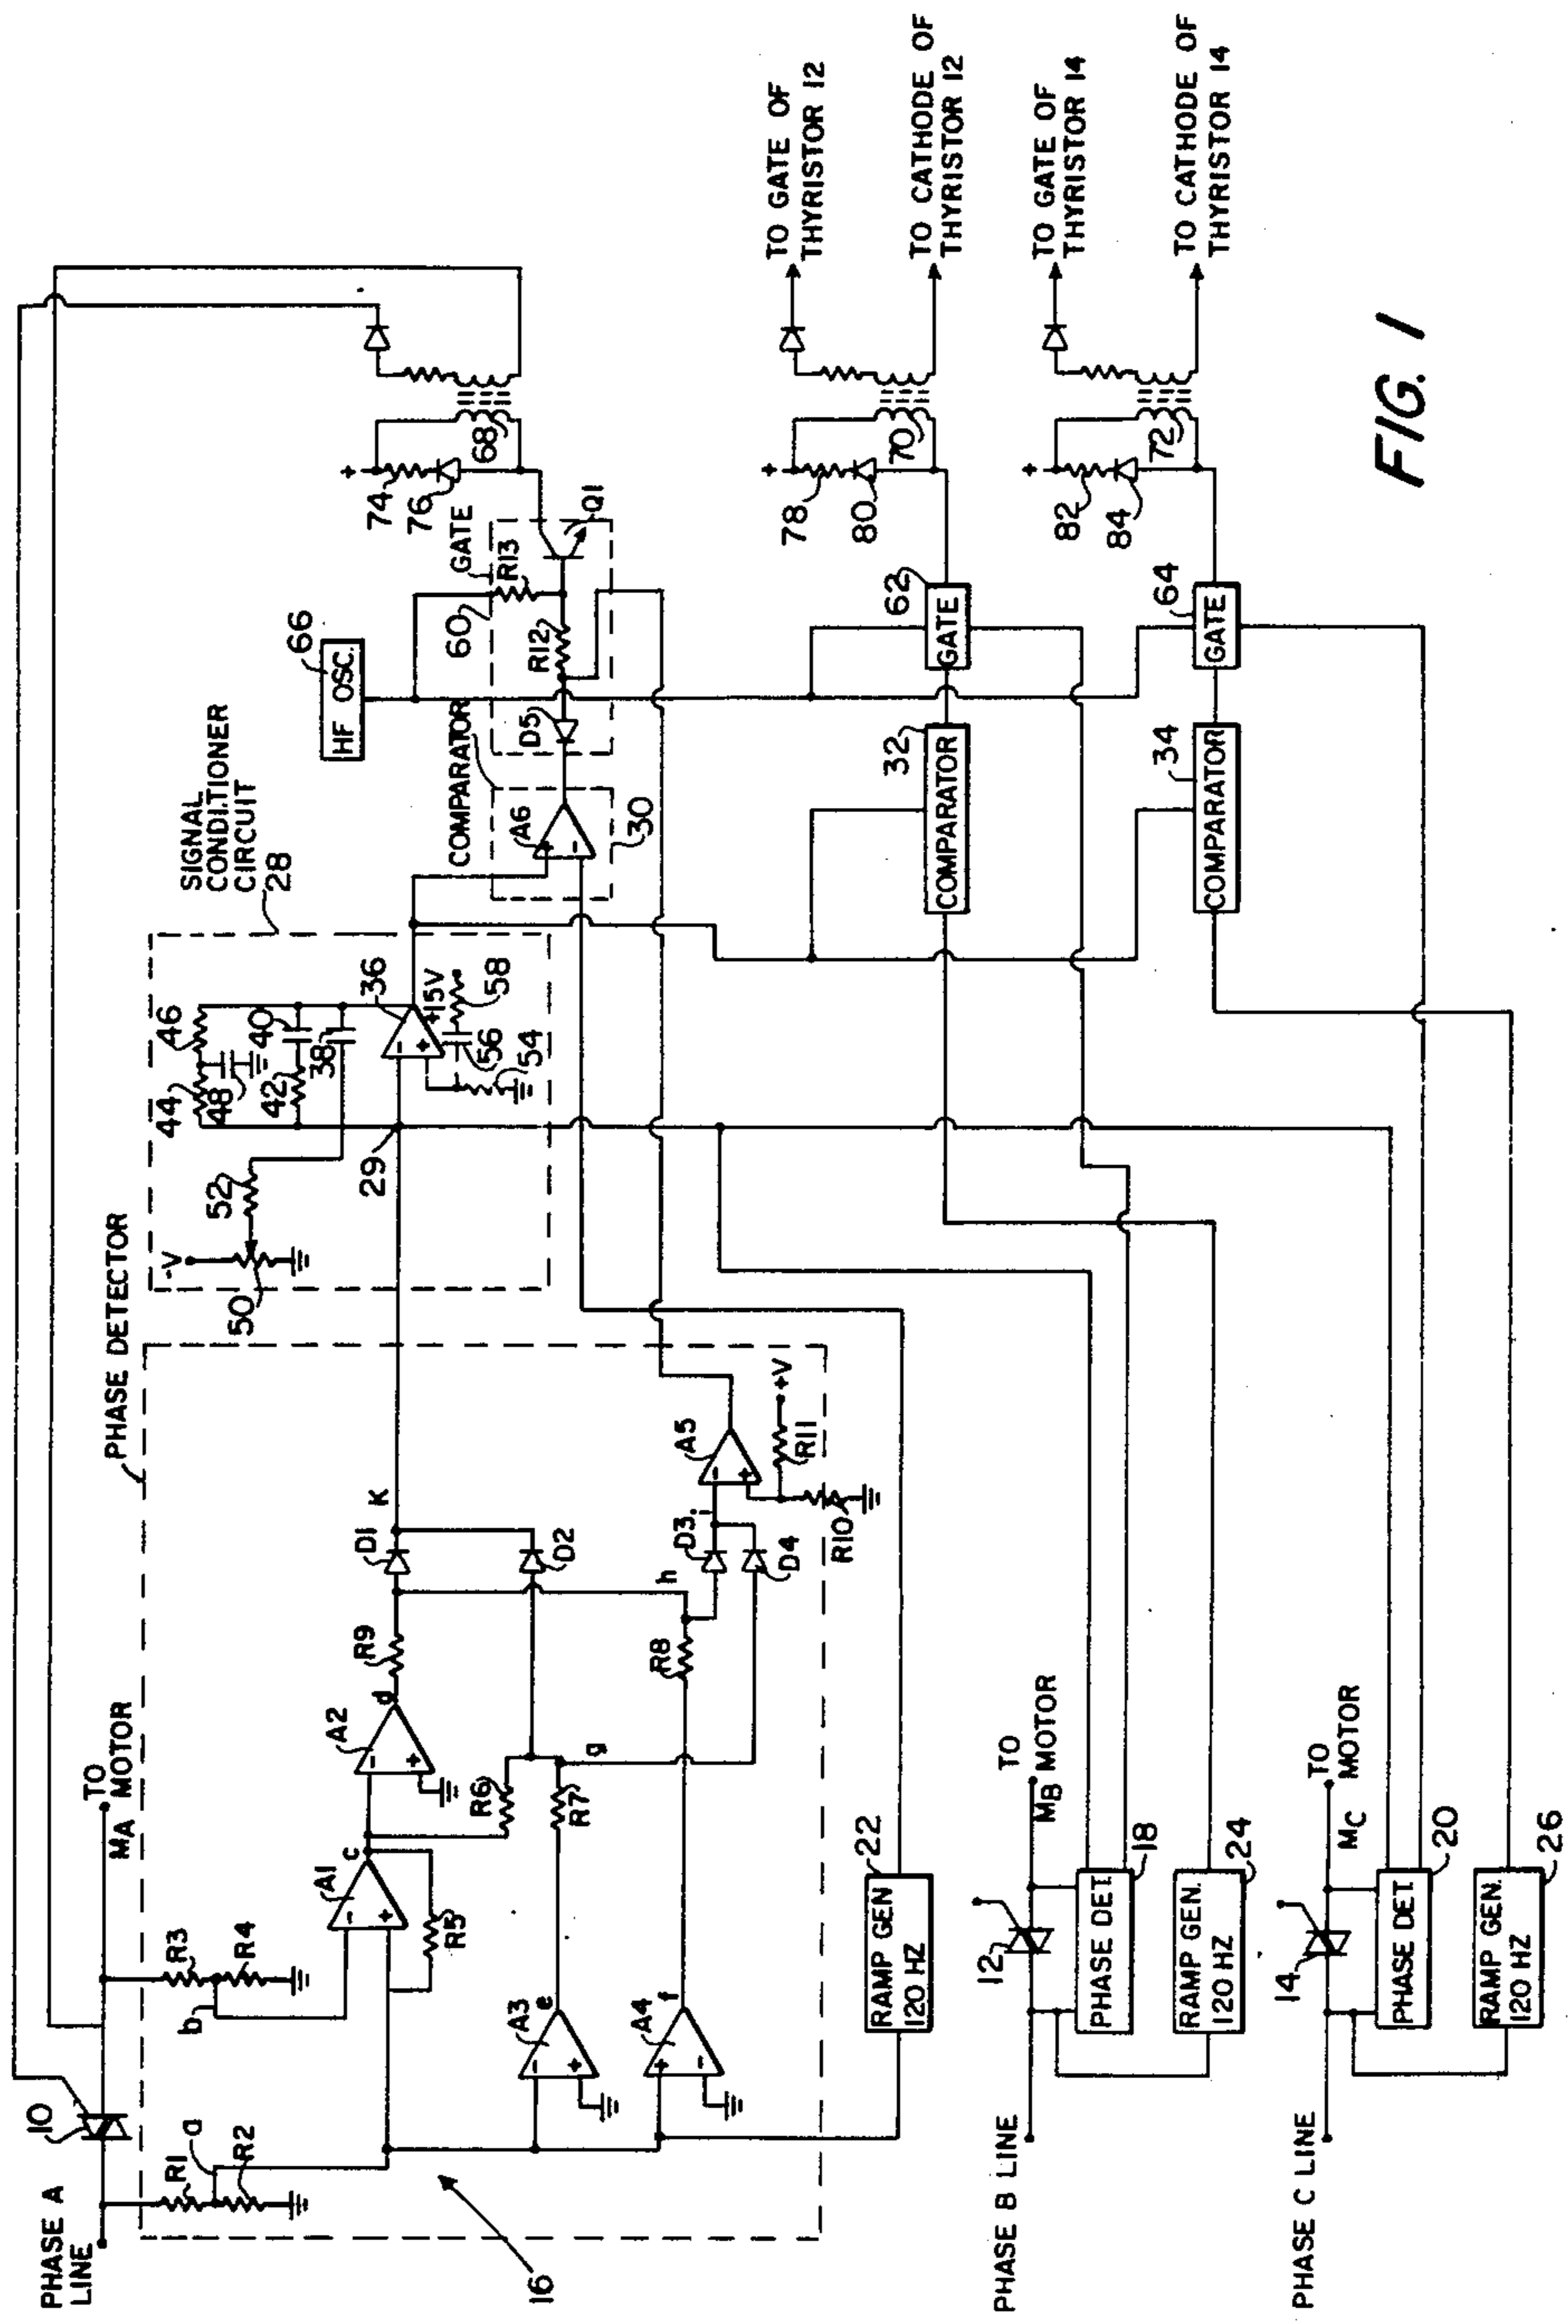 PHASE A
LINE
10
TO
MA MOTOR
PHASE DETECTOR
R1
a
R2
b
R3
R4
16
A1
c
R5
A2
d
R9
D1
K
R6
R7
D2
g
A3
e
A4
f
R8
h
D3
i
D4
A5
+V
R11
R10
-V
50
52
29
44
46
48
42
40
38
36
+15V
58
56
54
SIGNAL
CONDITIONER
CIRCUIT
28
COMPARATOR
A6
30
66
HF OSC.
60
GATE
D5
R12
R13
Q1
+
74
76
68
RAMP GEN
120 HZ
22
COMPARATOR
32
GATE
62
+
78
80
70
TO GATE OF
THYRISTOR 12
TO CATHODE OF
THYRISTOR 12
PHASE B LINE
12
TO
MB MOTOR
PHASE DET.
18
RAMP GEN.
120 HZ
24
COMPARATOR
34
GATE
64
+
82
84
72
TO GATE OF
THYRISTOR 14
TO CATHODE OF
THYRISTOR 14
PHASE C LINE
14
TO
MC MOTOR
PHASE DET.
20
RAMP GEN.
120 HZ
26
FIG. 1